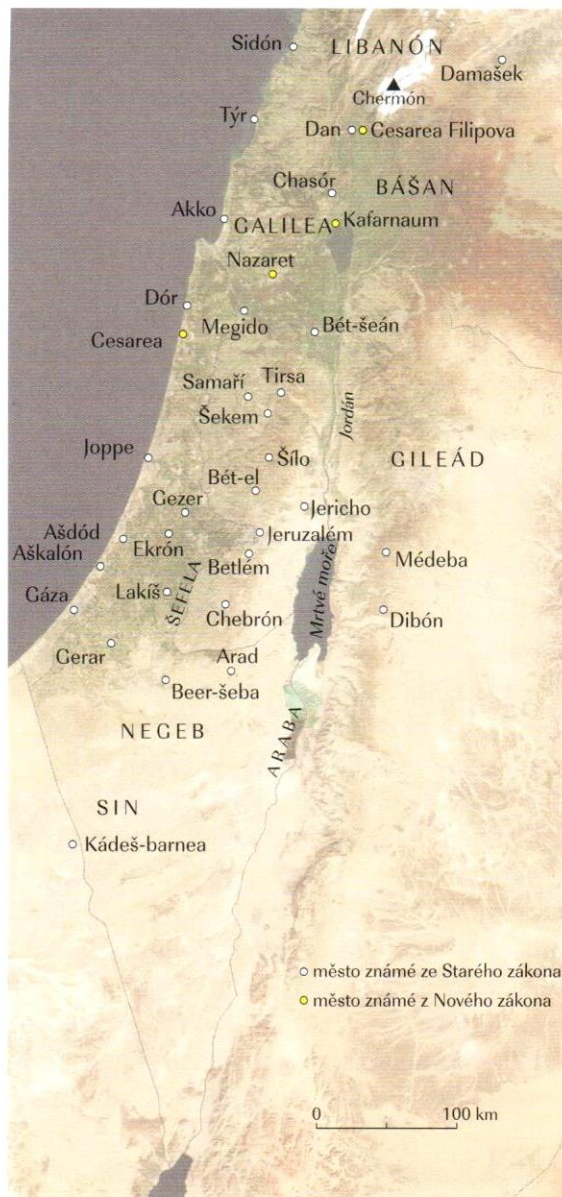 Sidón
LIBANÓN
Damašek
Chermón
Týr
Dan
Cesarea Filipova
Chasór
BÁŠAN
Akko
GALILEA
Kafarnaum
Nazaret
Dór
Megido
Bét-šeán
Cesarea
Samaří
Tirsa
Šekem
Jordán
Joppe
Šílo
GILEÁD
Bét-el
Gezer
Jericho
Ašdód
Ekrón
Jeruzalém
Aškalón
Betlém
Médeba
Gáza
Lakíš
ŠEFELA
Chebrón
Mrtvé moře
Dibón
Gerar
Arad
Beer-šeba
NEGEB
ARABA
SIN
Kádeš-barnea
město známé ze Starého zákona
město známé z Nového zákona
0 100 km